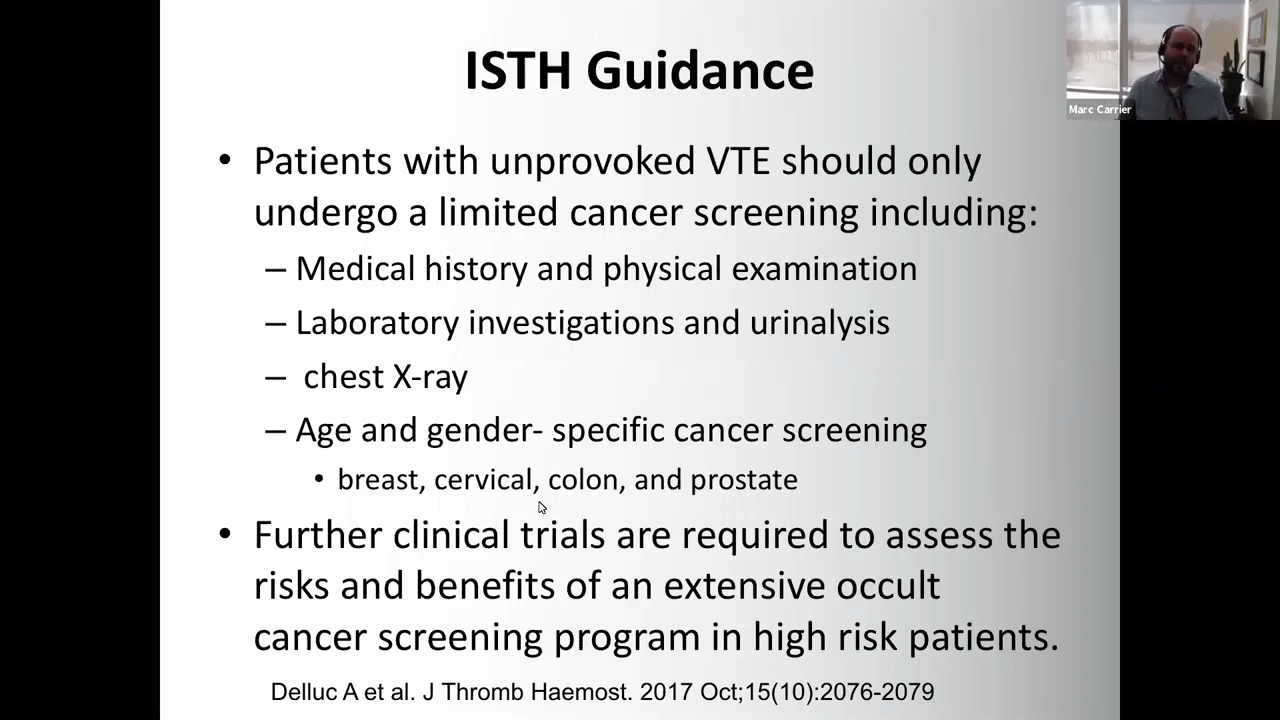 ISTH Guidance
Marc Carrier
• Patients with unprovoked VTE should only
undergo a limited cancer screening including:
– Medical history and physical examination
– Laboratory investigations and urinalysis
– chest X-ray
– Age and gender- specific cancer screening
• breast, cervical, colon, and prostate
• Further clinical trials are required to assess the
risks and benefits of an extensive occult
cancer screening program in high risk patients.
Delluc A et al. J Thromb Haemost. 2017 Oct;15(10):2076-2079